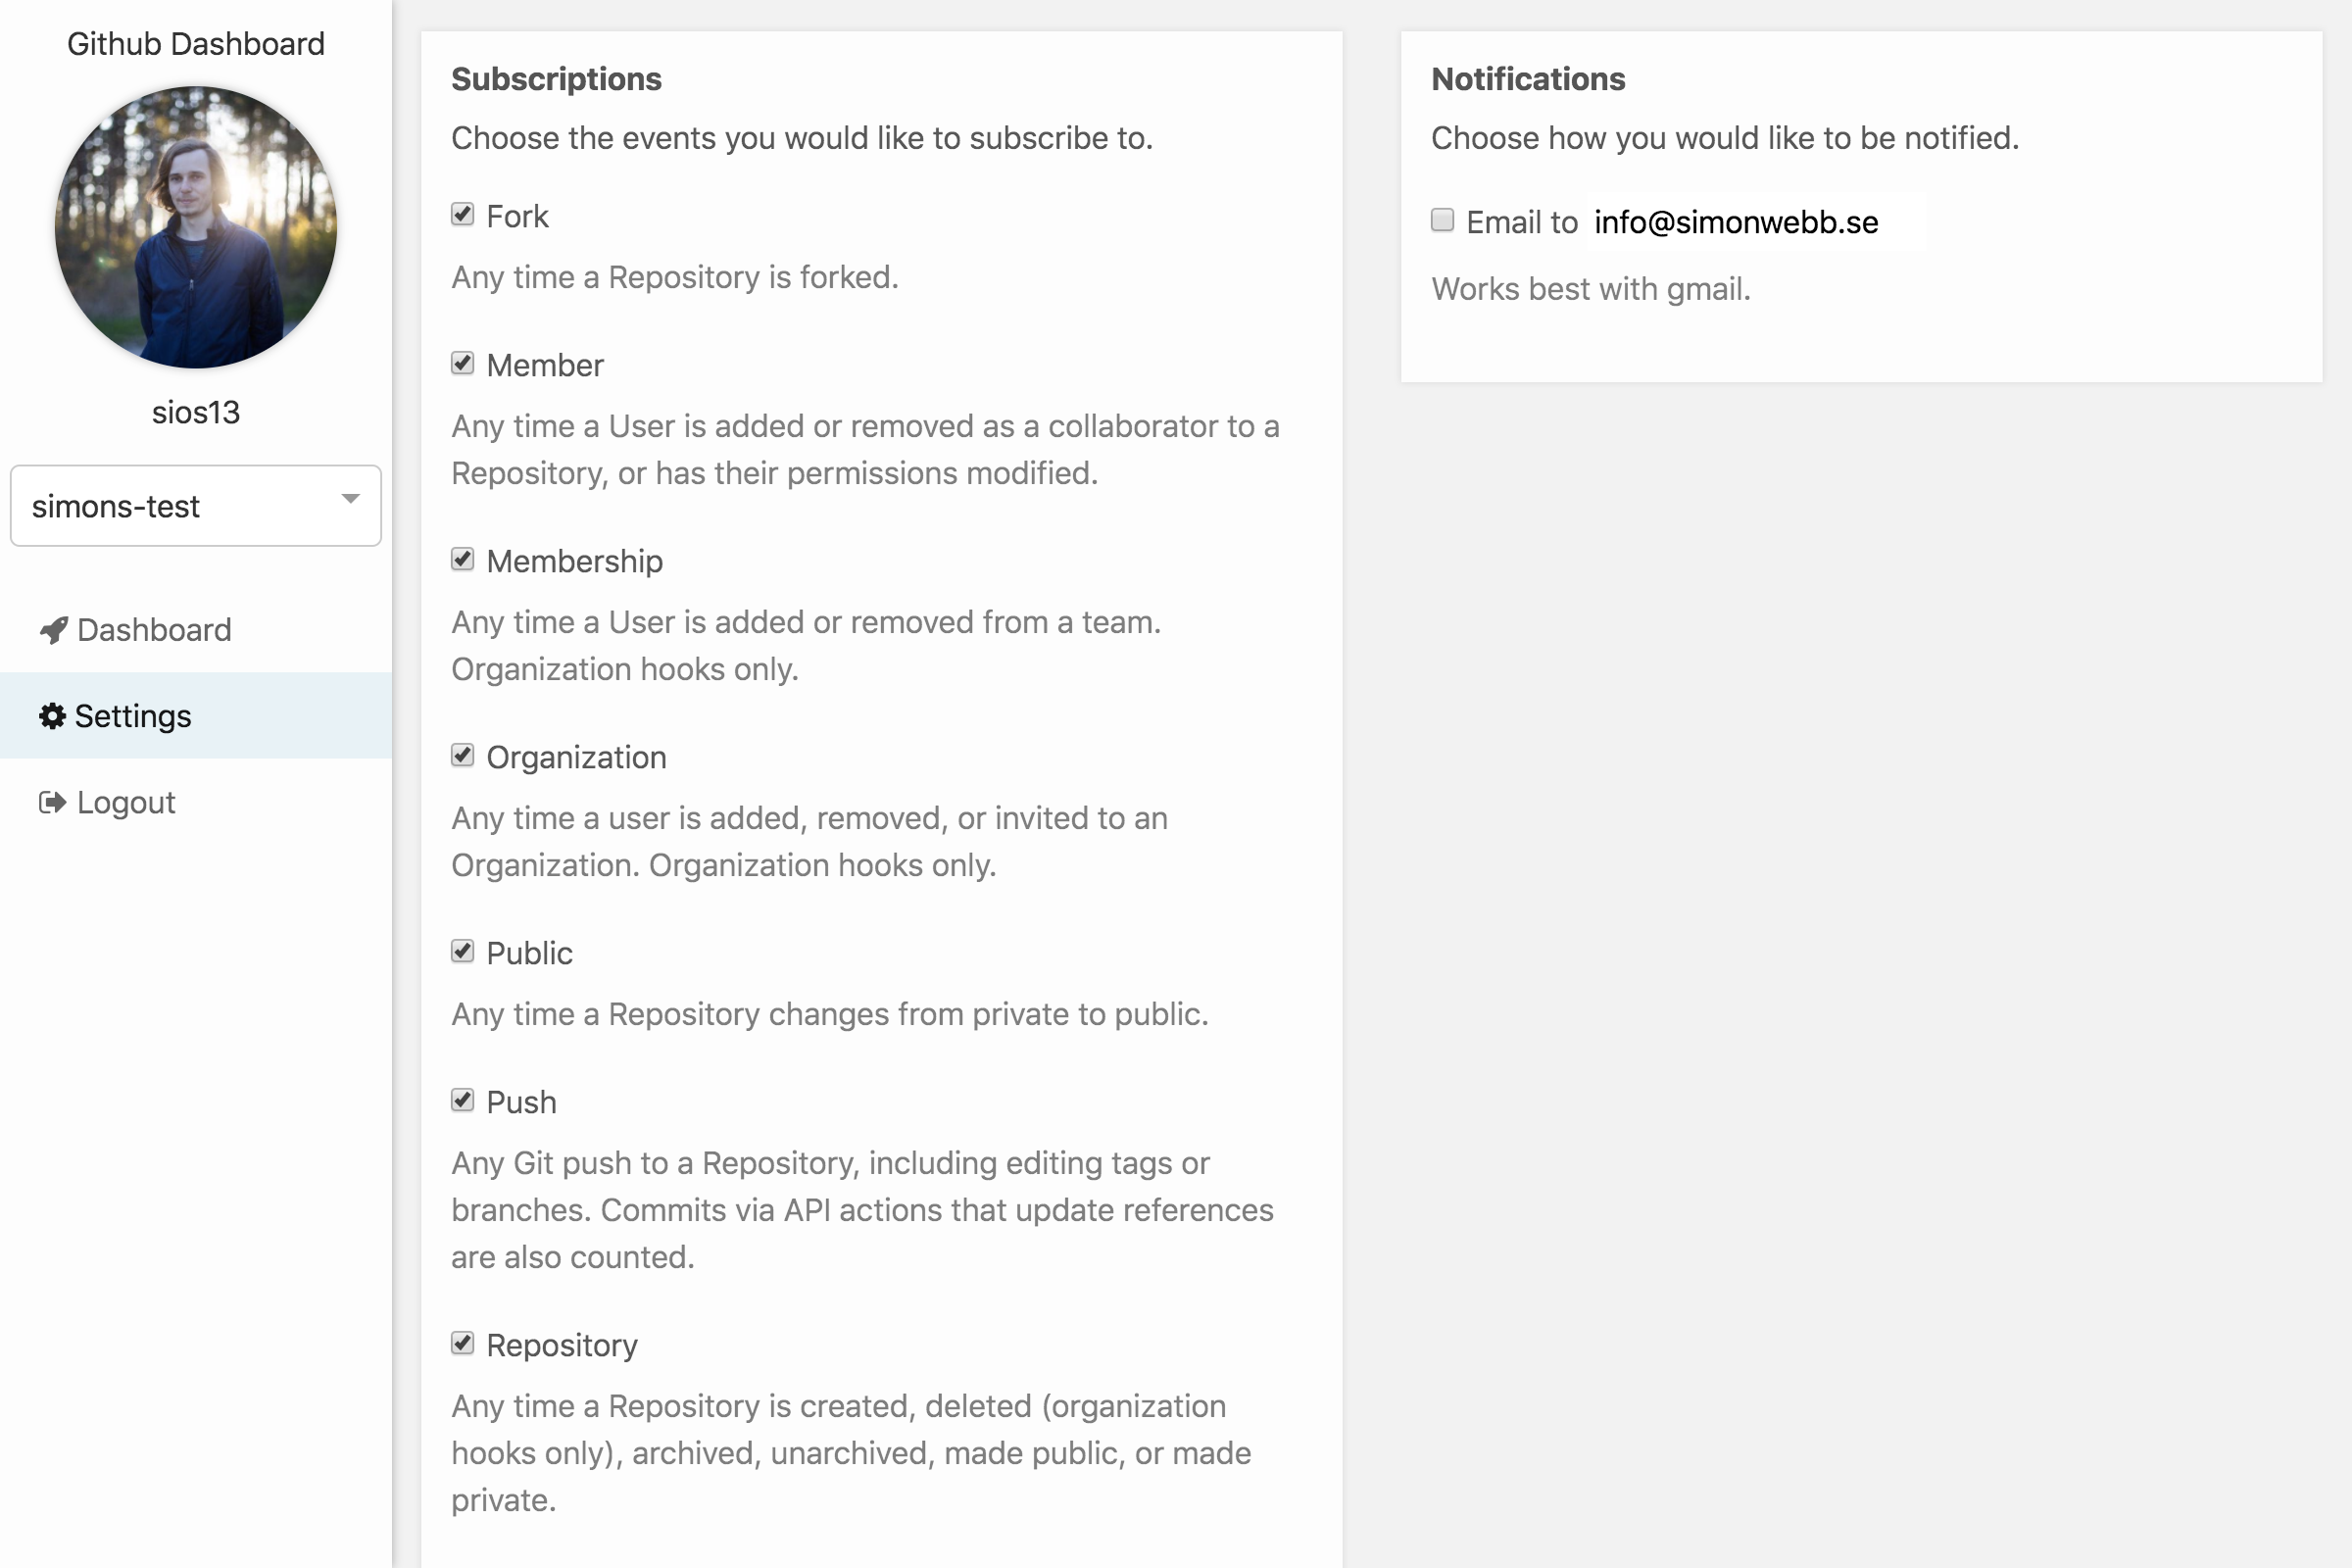 Github Dashboard
sios13
simons-test
Dashboard
Settings
Logout
Subscriptions
Choose the events you would like to subscribe to.
Fork
Any time a Repository is forked.
Member
Any time a User is added or removed as a collaborator to a
Repository, or has their permissions modified.
Membership
Any time a User is added or removed from a team.
Organization hooks only.
Organization
Any time a user is added, removed, or invited to an
Organization. Organization hooks only.
Public
Any time a Repository changes from private to public.
Push
Any Git push to a Repository, including editing tags or
branches. Commits via API actions that update references
are also counted.
Repository
Any time a Repository is created, deleted (organization
hooks only), archived, unarchived, made public, or made
private.
Notifications
Choose how you would like to be notified.
Email to info@simonwebb.se
Works best with gmail.